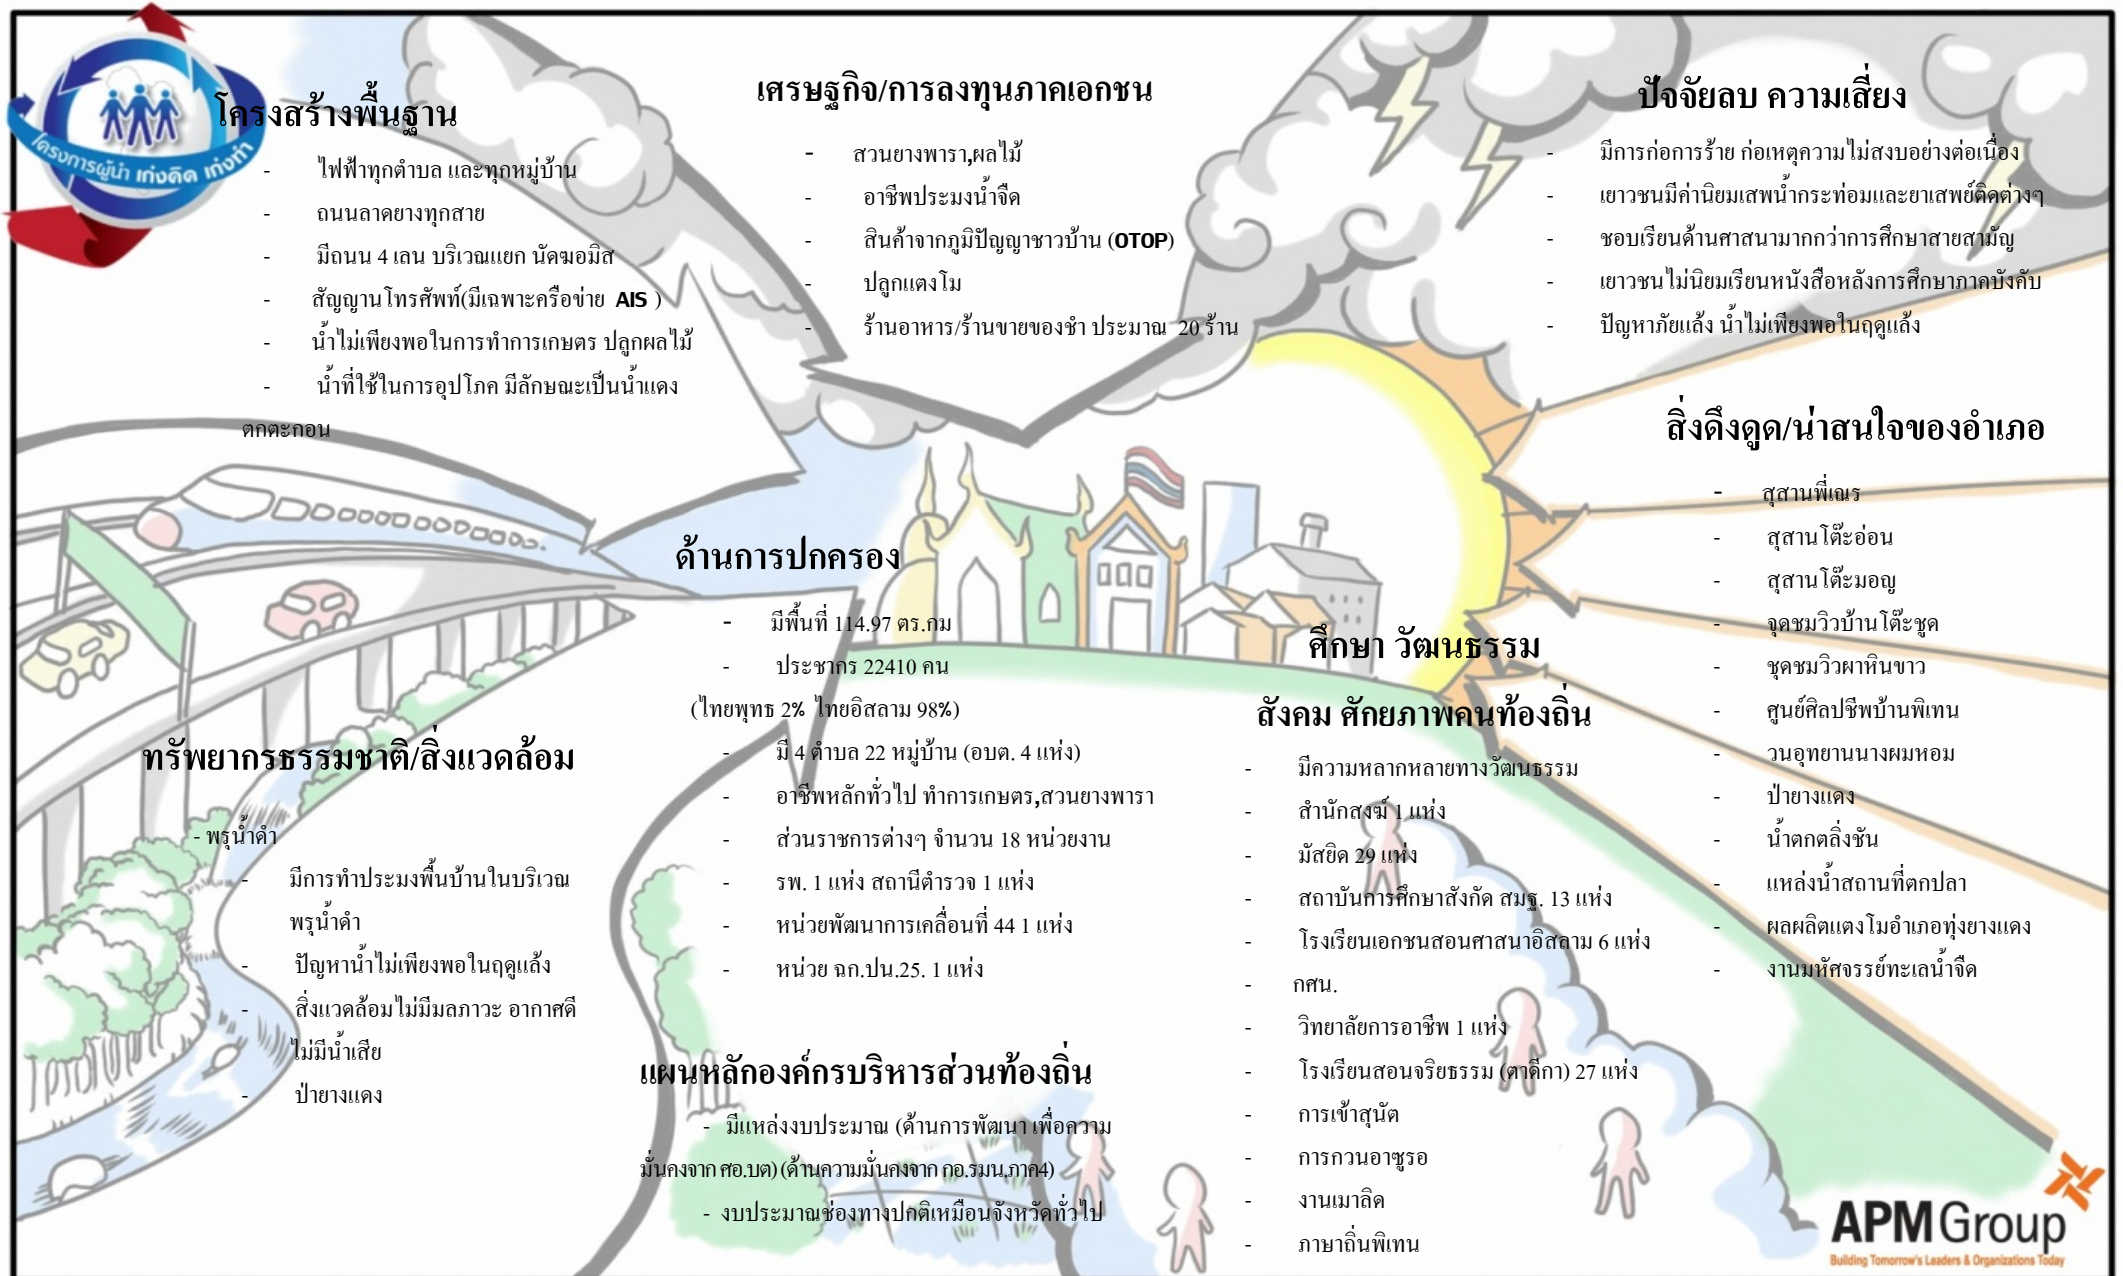 โครงการผู้นำ เก่งคิด เก่งทำ
โครงสร้างพื้นฐาน
- ไฟฟ้าทุกตำบล และทุกหมู่บ้าน
- ถนนลาดยางทุกสาย
- มีถนน 4 เลน บริเวณแยก นัดฆอมิส
- สัญญานโทรศัพท์(มีเฉพาะครือข่าย AIS )
- น้ำไม่เพียงพอในการทำการเกษตร ปลูกผลไม้
- น้ำที่ใช้ในการอุปโภค มีลักษณะเป็นน้ำแดง
ตกตะกอน
เศรษฐกิจ/การลงทุนภาคเอกชน
- สวนยางพารา,ผลไม้
- อาชีพประมงน้ำจืด
- สินค้าจากภูมิปัญญาชาวบ้าน (OTOP)
- ปลูกแตงโม
- ร้านอาหาร/ร้านขายของชำ ประมาณ 20 ร้าน
ปัจจัยลบ ความเสี่ยง
- มีการก่อการร้าย ก่อเหตุความไม่สงบอย่างต่อเนื่อง
- เยาวชนมีค่านิยมเสพน้ำกระท่อมและยาเสพย์ติดต่างๆ
- ชอบเรียนด้านศาสนามากกว่าการศึกษาสายสามัญ
- เยาวชนไม่นิยมเรียนหนังสือหลังการศึกษาภาคบังคับ
- ปัญหาภัยแล้ง น้ำไม่เพียงพอในฤดูแล้ง
สิ่งดึงดูด/น่าสนใจของอำเภอ
- สุสานพี่เณร
- สุสานโต๊ะอ่อน
- สุสานโต๊ะมอญ
- จุดชมวิวบ้านโต๊ะชูด
- ชุดชมวิวผาหินขาว
- ศูนย์ศิลปชีพบ้านพิเทน
- วนอุทยานนางผมหอม
- ป่ายางแดง
- น้ำตกตลิ่งชัน
- แหล่งน้ำสถานที่ตกปลา
- ผลผลิตแตงโมอำเภอทุ่งยางแดง
- งานมหัศจรรย์ทะเลน้ำจืด
ด้านการปกครอง
- มีพื้นที่ 114.97 ตร.กม
- ประชากร 22410 คน
(ไทยพุทธ 2% ไทยอิสลาม 98%)
- มี 4 ตำบล 22 หมู่บ้าน (อบต. 4 แห่ง)
- อาชีพหลักทั่วไป ทำการเกษตร,สวนยางพารา
- ส่วนราชการต่างๆ จำนวน 18 หน่วยงาน
- รพ. 1 แห่ง สถานีตำรวจ 1 แห่ง
- หน่วยพัฒนาการเคลื่อนที่ 44 1 แห่ง
- หน่วย ฉก.ปน.25. 1 แห่ง
ศึกษา วัฒนธรรม
สังคม ศักยภาพคนท้องถิ่น
- มีความหลากหลายทางวัฒนธรรม
- สำนักสงฆ์ 1 แห่ง
- มัสยิด 29 แห่ง
- สถาบันการศึกษาสังกัด สมฐ. 13 แห่ง
- โรงเรียนเอกชนสอนศาสนาอิสลาม 6 แห่ง
- กศน.
- วิทยาลัยการอาชีพ 1 แห่ง
- โรงเรียนสอนจริยธรรม (ตาดีกา) 27 แห่ง
- การเข้าสุนัต
- การกวนอาซูรอ
- งานเมาลิด
- ภาษาถิ่นพิเทน
ทรัพยากรธรรมชาติ/สิ่งแวดล้อม
- พรุน้ำดำ
- มีการทำประมงพื้นบ้านในบริเวณ
พรุน้ำดำ
- ปัญหาน้ำไม่เพียงพอในฤดูแล้ง
- สิ่งแวดล้อมไม่มีมลภาวะ อากาศดี
ไม่มีน้ำเสีย
- ป่ายางแดง
แผนหลักองค์กรบริหารส่วนท้องถิ่น
- มีแหล่งงบประมาณ (ด้านการพัฒนา เพื่อความ
มั่นคงจาก ศอ.บต) (ด้านความมั่นคงจาก กอ.รมน.ภาค4)
- งบประมาณช่องทางปกติเหมือนจังหวัดทั่วไป
APM Group
Building Tomorrow's Leaders & Organizations Today